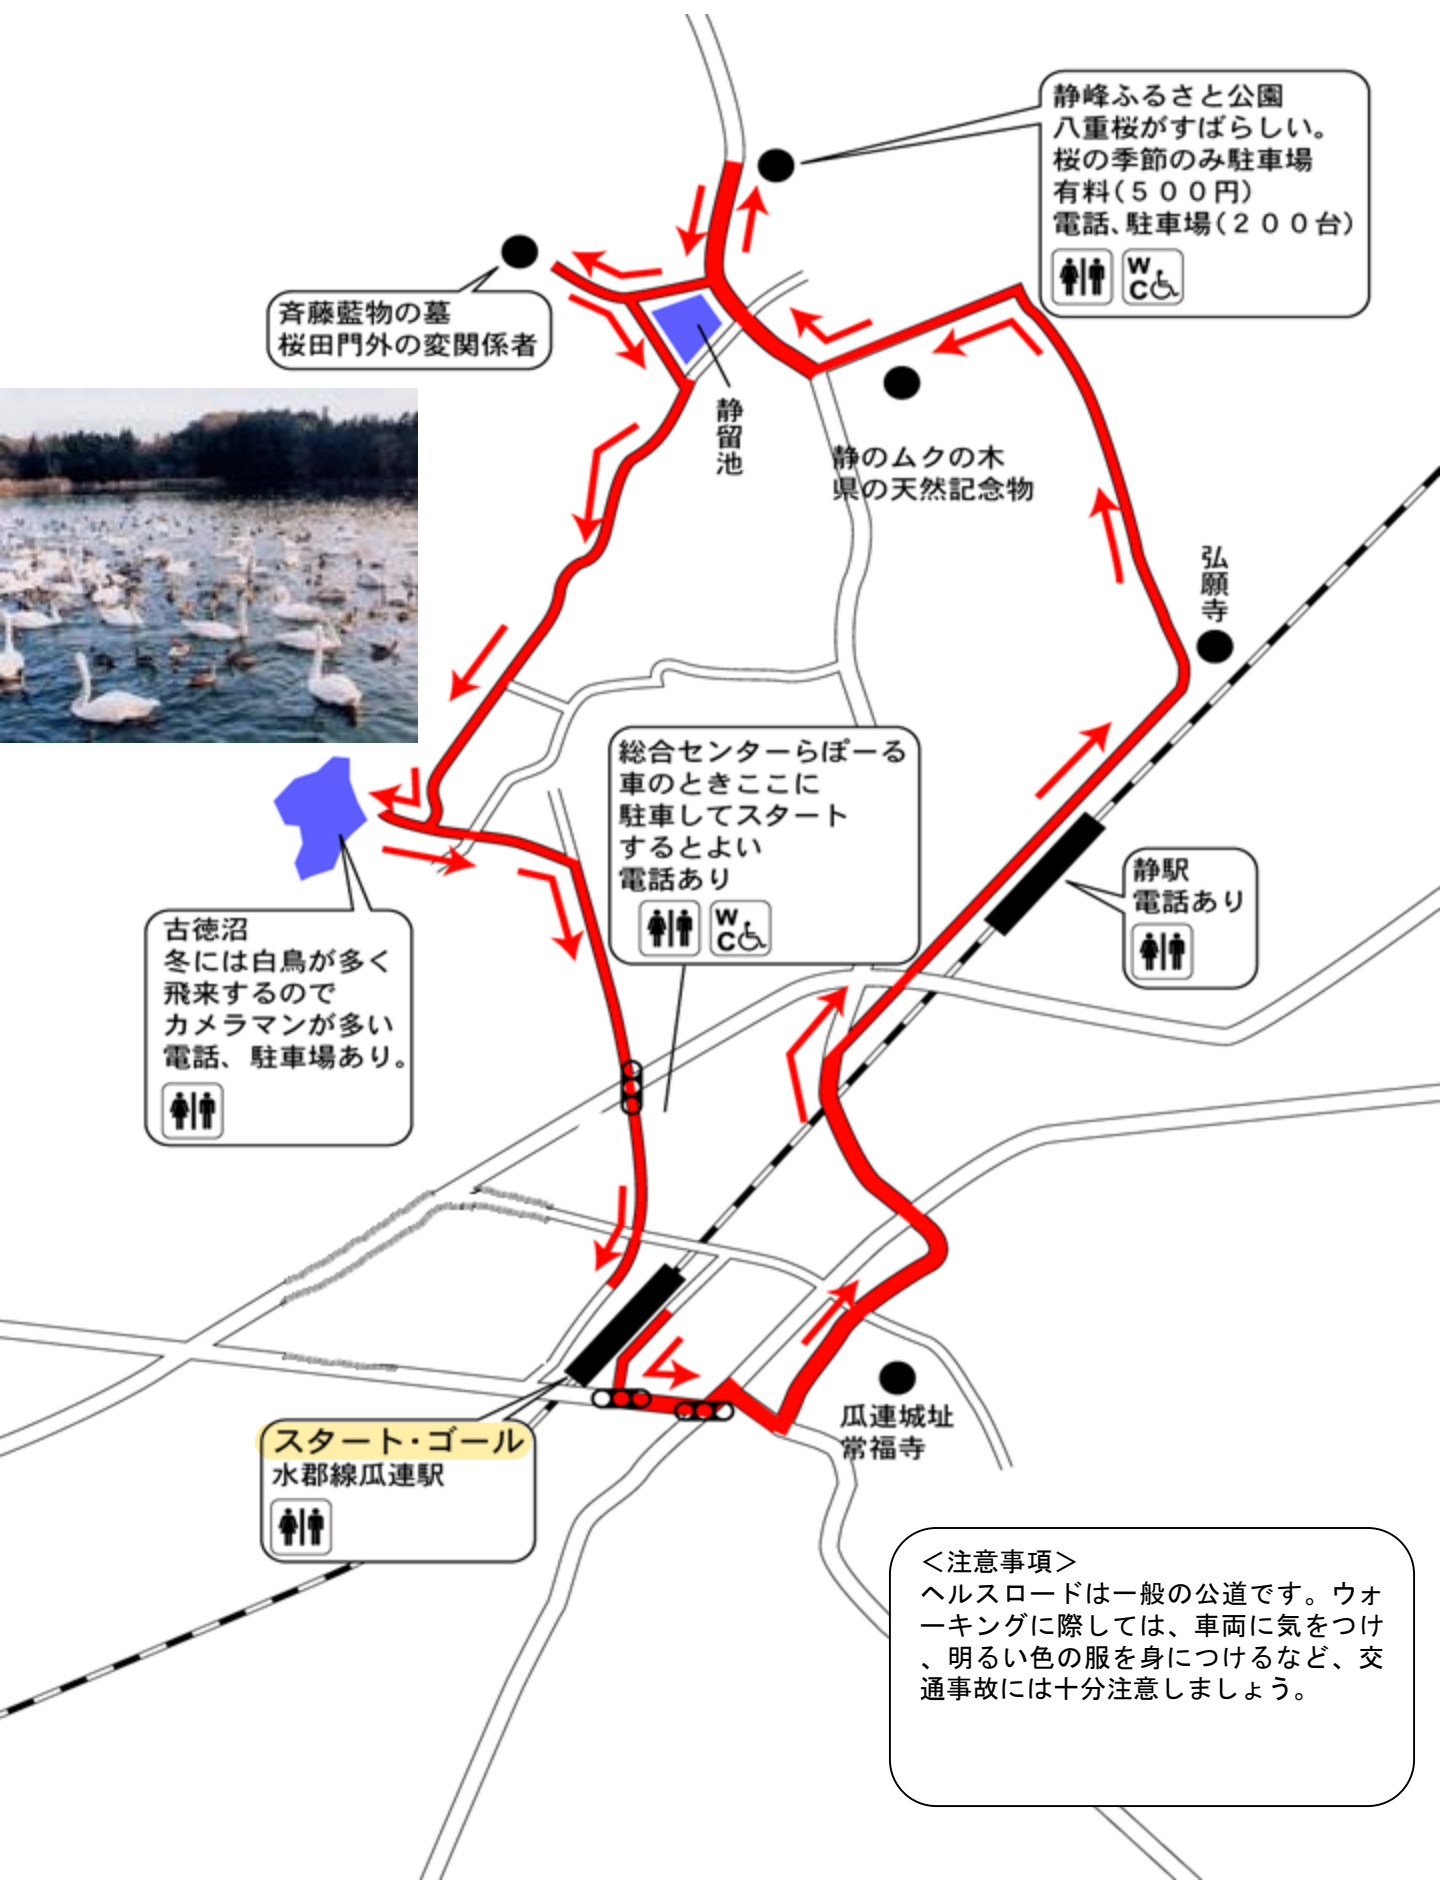 静峰ふるさと公園
八重桜がすばらしい。
桜の季節のみ駐車場
有料(５００円)
電話､駐車場(２００台)
WC
斉藤藍物の墓
桜田門外の変関係者
静留池
静のムクの木
県の天然記念物
弘願寺
総合センターらぽーる
車のときここに
駐車してスタート
するとよい
電話あり
WC
静駅
電話あり
古徳沼
冬には白鳥が多く
飛来するので
カメラマンが多い
電話、駐車場あり。
瓜連城址
常福寺
スタート・ゴール
水郡線瓜連駅
＜注意事項＞
ヘルスロードは一般の公道です。ウォ
ーキングに際しては、車両に気をつけ
、明るい色の服を身につけるなど、交
通事故には十分注意しましょう。